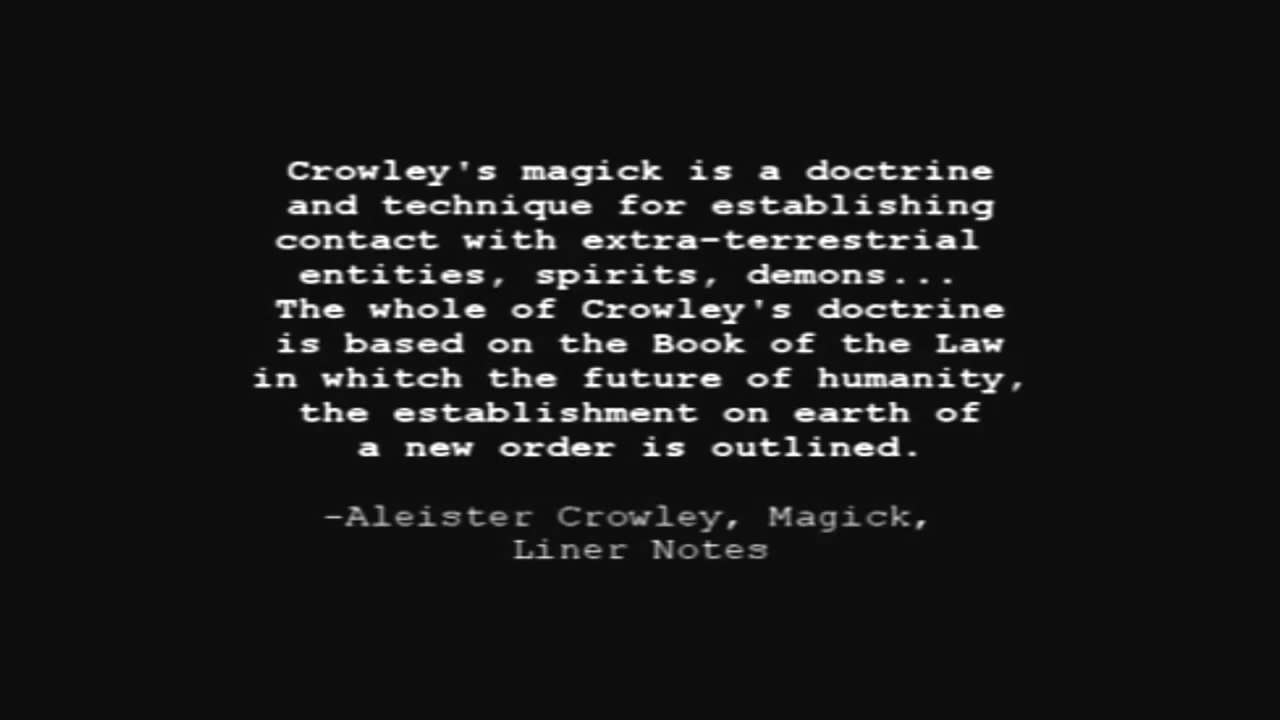 Crowley's magick is a doctrine
and technique for establishing
contact with extra-terrestrial
entities, spirits, demons...
The whole of Crowley's doctrine
is based on the Book of the Law
in whitch the future of humanity,
the establishment on earth of
a new order is outlined.
-Aleister Crowley, Magick,
Liner Notes